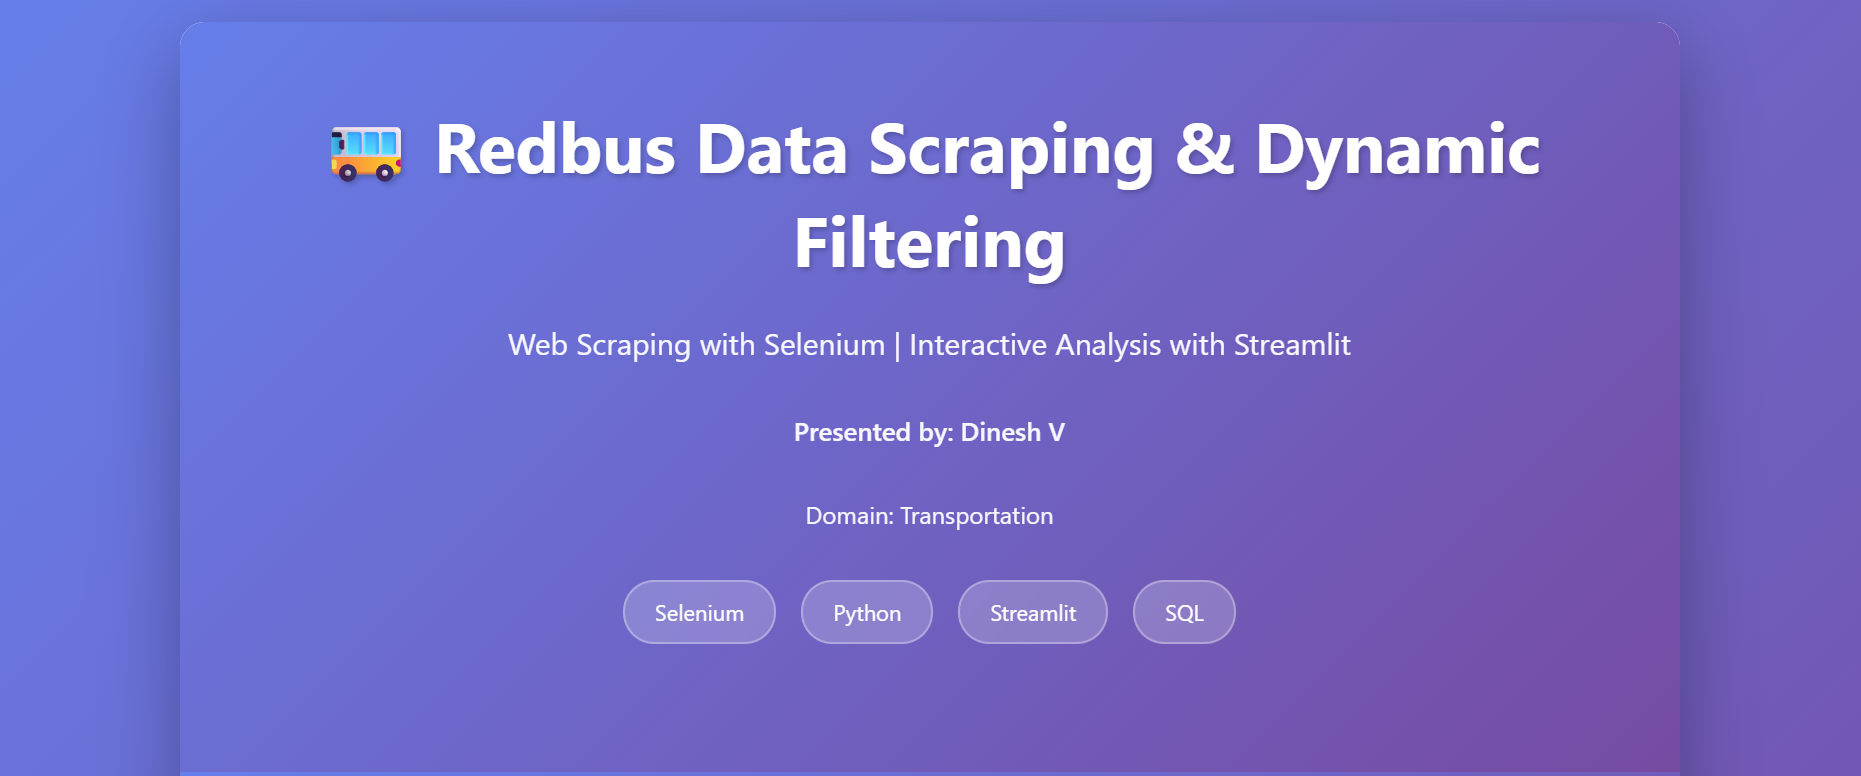 Redbus Data Scraping & Dynamic
Filtering
Web Scraping with Selenium | Interactive Analysis with Streamlit
Presented by: Dinesh V
Domain: Transportation
Selenium
Python
Streamlit
SQL